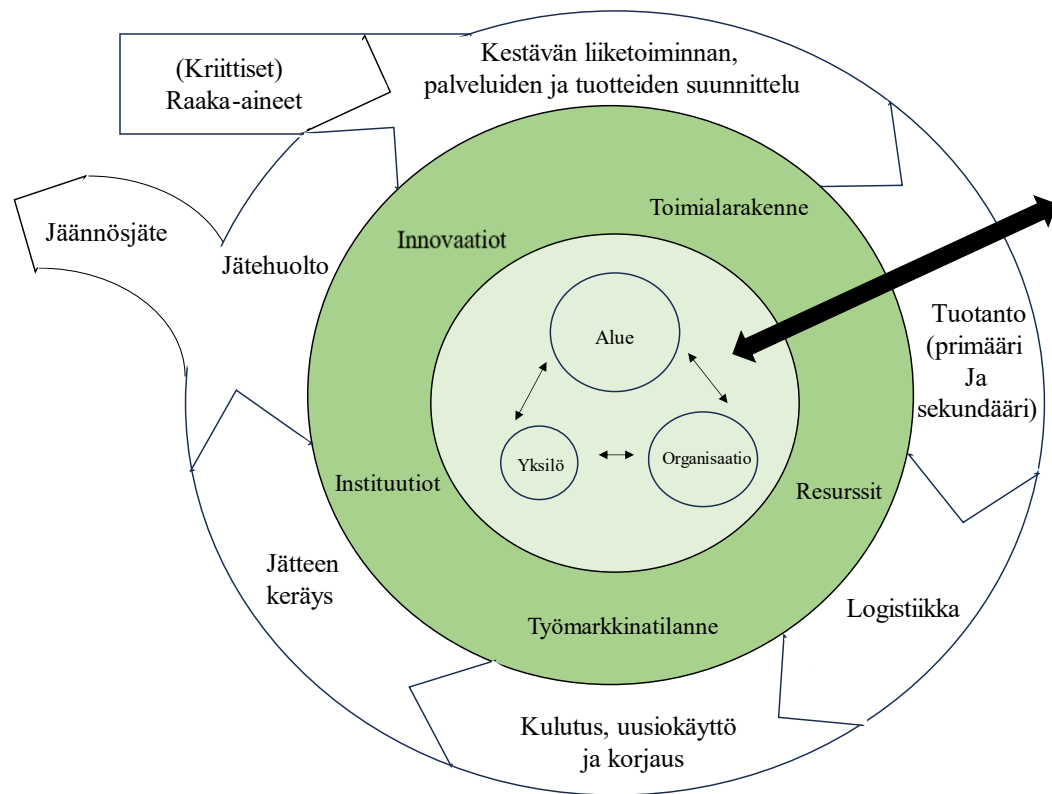 (Kriittiset)
Raaka-aineet
Kestävän liiketoiminnan,
palveluiden ja tuotteiden suunnittelu
Jäännösjäte
Jätehuolto
Innovaatiot
Toimialarakenne
Tuotanto
(primääri
Ja
sekundääri)
Alue
Yksilö
Organisaatio
Instituutiot
Resurssit
Jätteen
keräys
Logistiikka
Työmarkkinatilanne
Kulutus, uusiokäyttö
ja korjaus